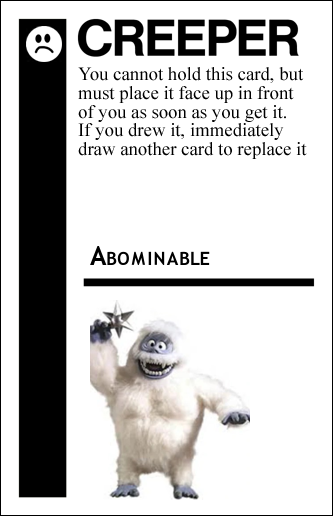 CREEPER
You cannot hold this card, but
must place it face up in front
of you as soon as you get it.
If you drew it, immediately
draw another card to replace it
ABOMINABLE